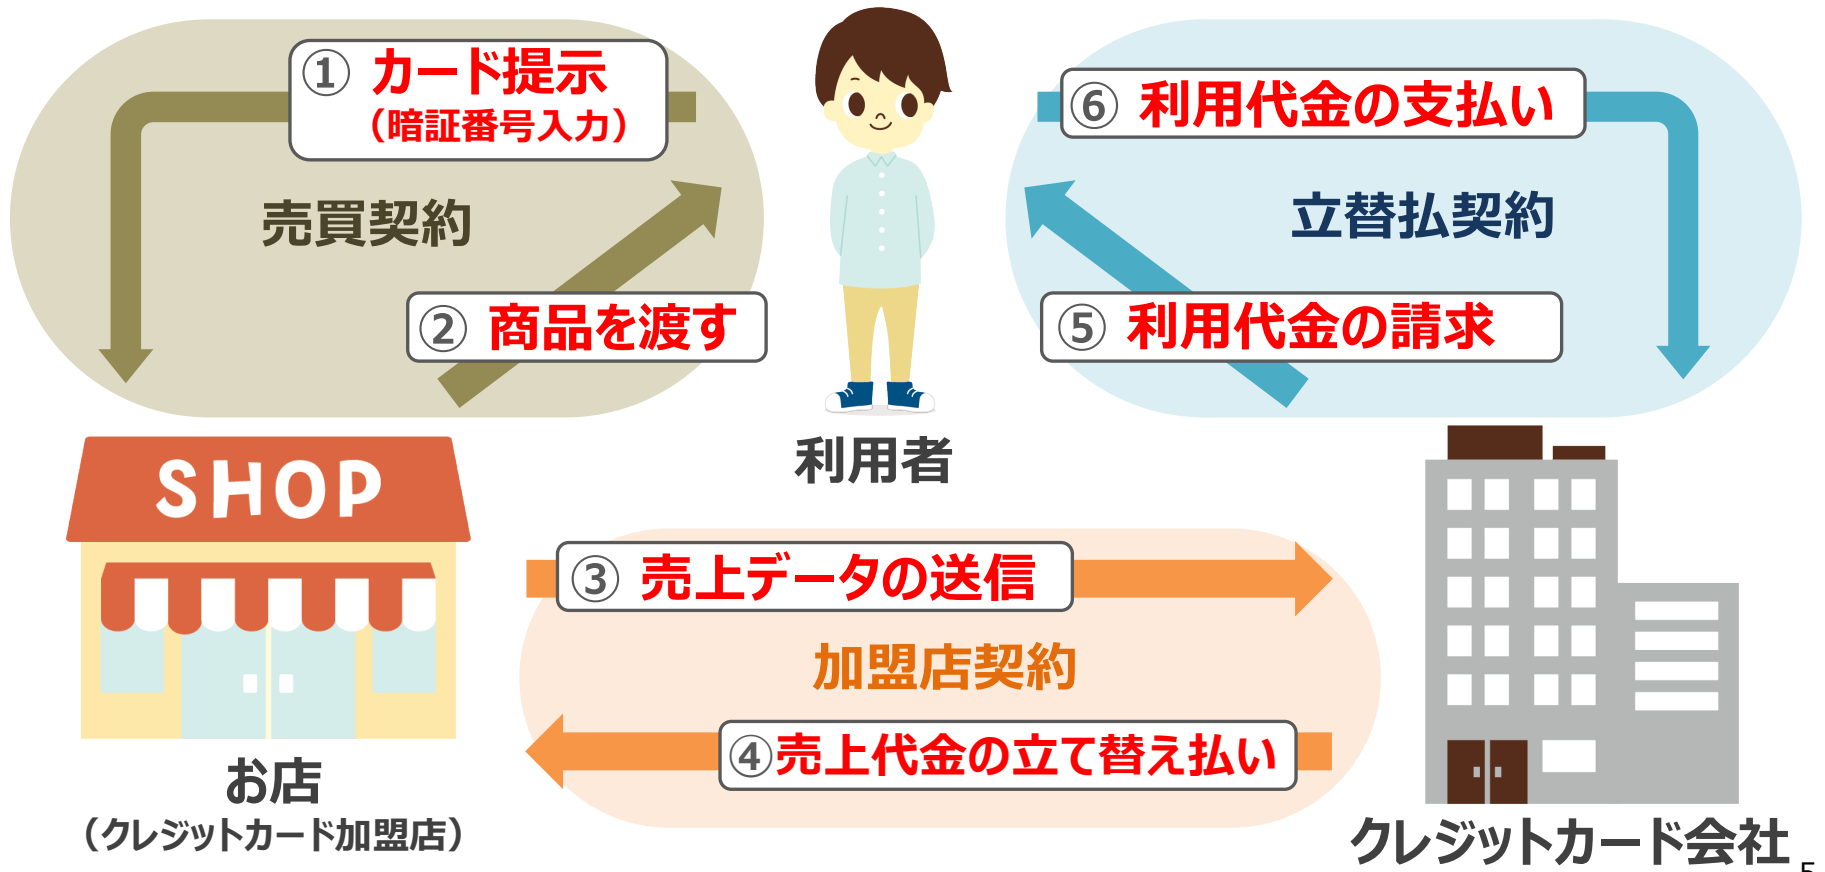 ① カード提示
（暗証番号入力）
売買契約
② 商品を渡す
利用者
⑥ 利用代金の支払い
立替払契約
⑤ 利用代金の請求
SHOP
③ 売上データの送信
加盟店契約
④売上代金の立て替え払い
お店
（クレジットカード加盟店）
クレジットカード会社
5